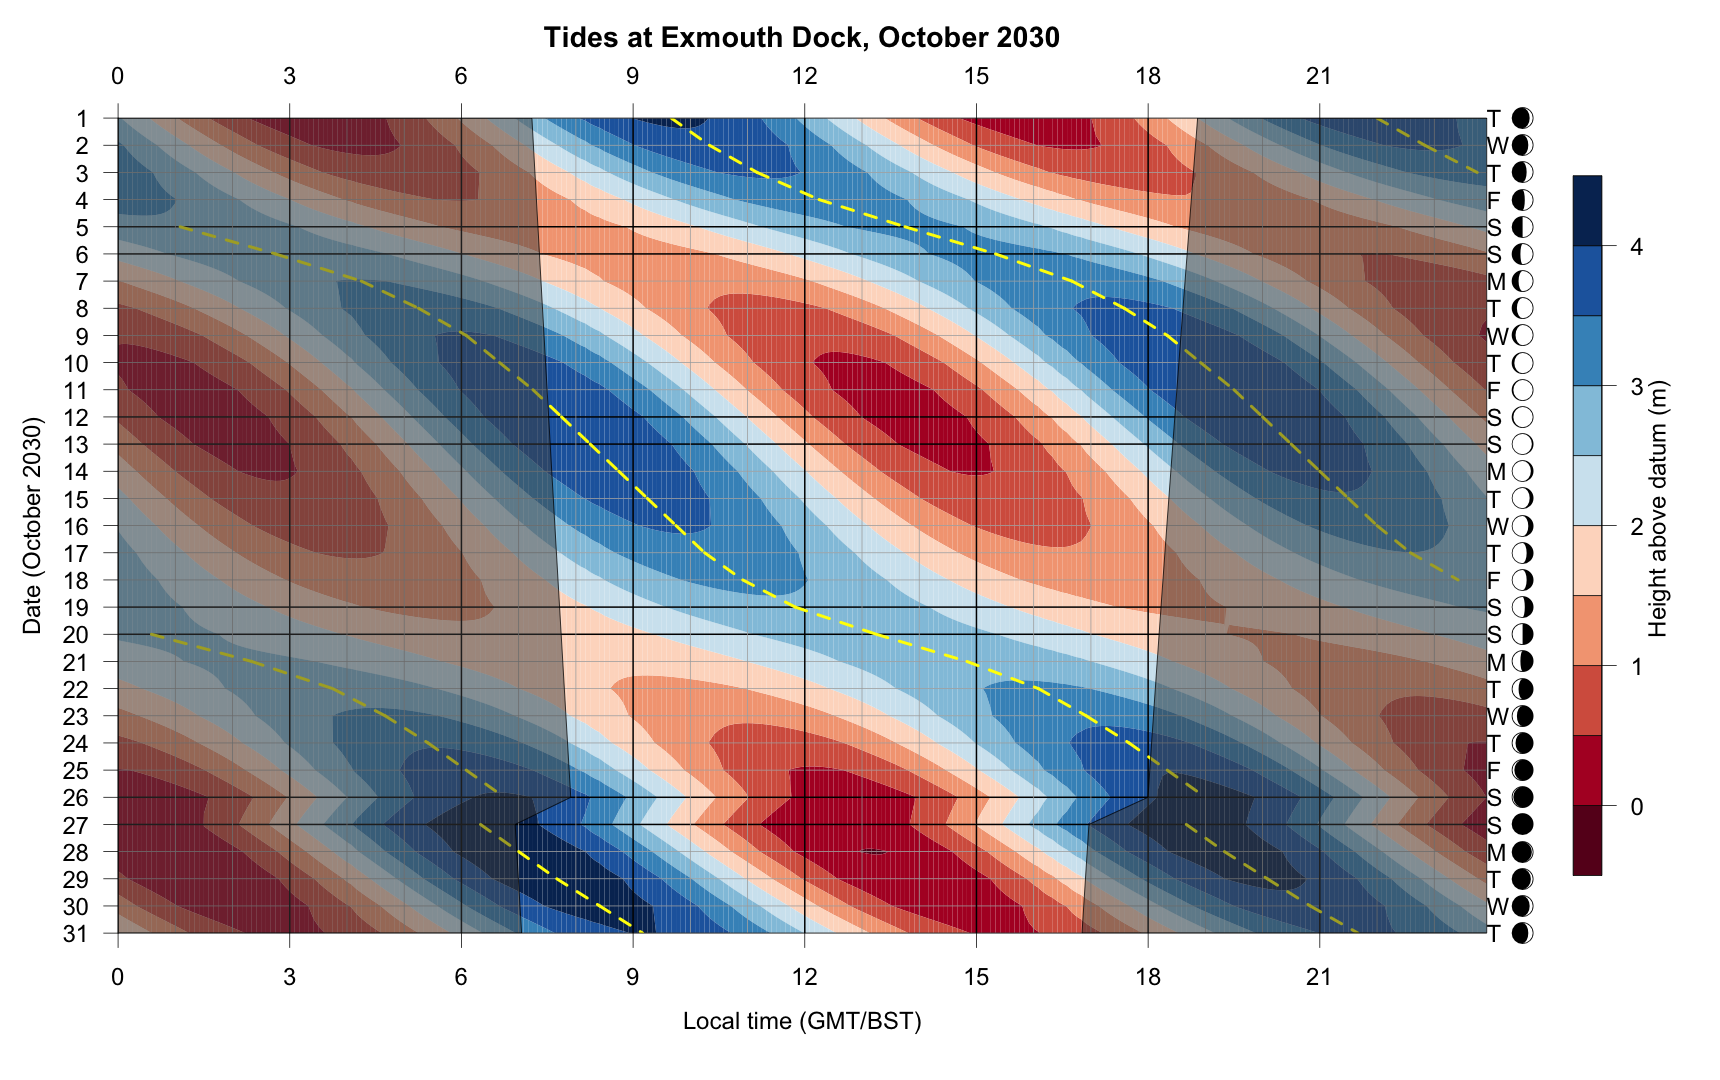 Tides at Exmouth Dock, October 2030
0 3 6 9 12 15 18 21
1 T
2 W
3 T
4 F
5 S
6 S
7 M
8 T
9 W
10 T
11 F
12 S
13 S
14 M
15 T
16 W
17 T
18 F
19 S
20 S
21 M
22 T
23 W
24 T
25 F
26 S
27 S
28 M
29 T
30 W
31 T
0 3 6 9 12 15 18 21
Local time (GMT/BST)
Date (October 2030)
4
3
2
1
0
Height above datum (m)